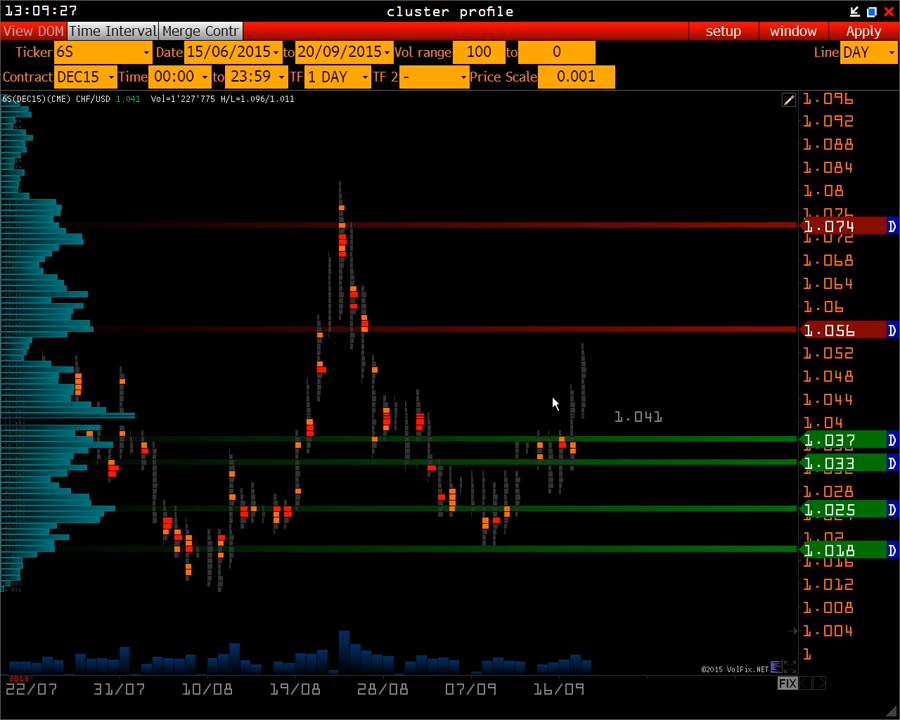 13:09:27 cluster profile
View DOM Time Interval Merge Contr setup window Apply
Ticker 6S Date 15/06/2015 to 20/09/2015 Vol range 100 to 0 Line DAY
Contract DEC15 Time 00:00 to 23:59 TF 1 DAY TF 2 - Price Scale 0.001
6S(DEC15)(CME) CHF/USD 1.041 Vol=1'227'775 H/L=1.096/1.011
1.096
1.092
1.088
1.084
1.08
1.076
1.074 D
1.072
1.068
1.064
1.06
1.056 D
1.052
1.048
1.044
1.041
1.04
1.037 D
1.033 D
1.028
1.025 D
1.024
1.02
1.018 D
1.016
1.012
1.008
1.004
1
©2015 VolFix.NET
2015
22/07 31/07 10/08 19/08 28/08 07/09 16/09
FIX